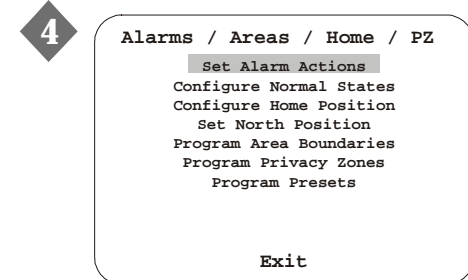 4
Alarms / Areas / Home / PZ
Set Alarm Actions
Configure Normal States
Configure Home Position
Set North Position
Program Area Boundaries
Program Privacy Zones
Program Presets
Exit